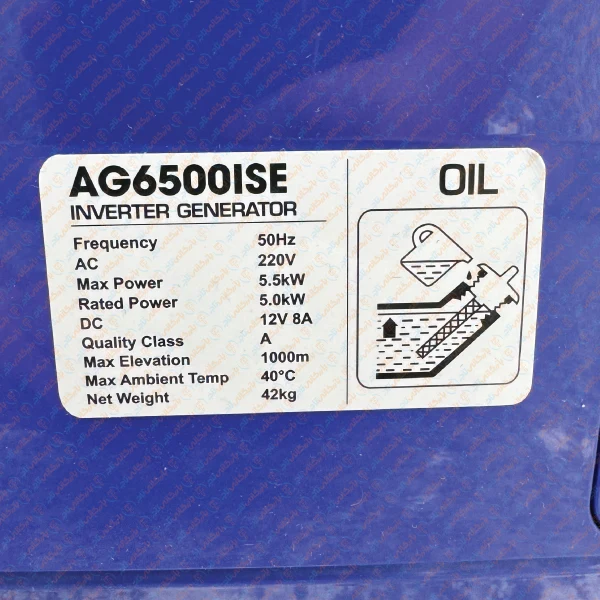 AG6500ISE
INVERTER GENERATOR
Frequency 50Hz
AC 220V
Max Power 5.5kW
Rated Power 5.0kW
DC 12V 8A
Quality Class A
Max Elevation 1000m
Max Ambient Temp 40°C
Net Weight 42kg
OIL